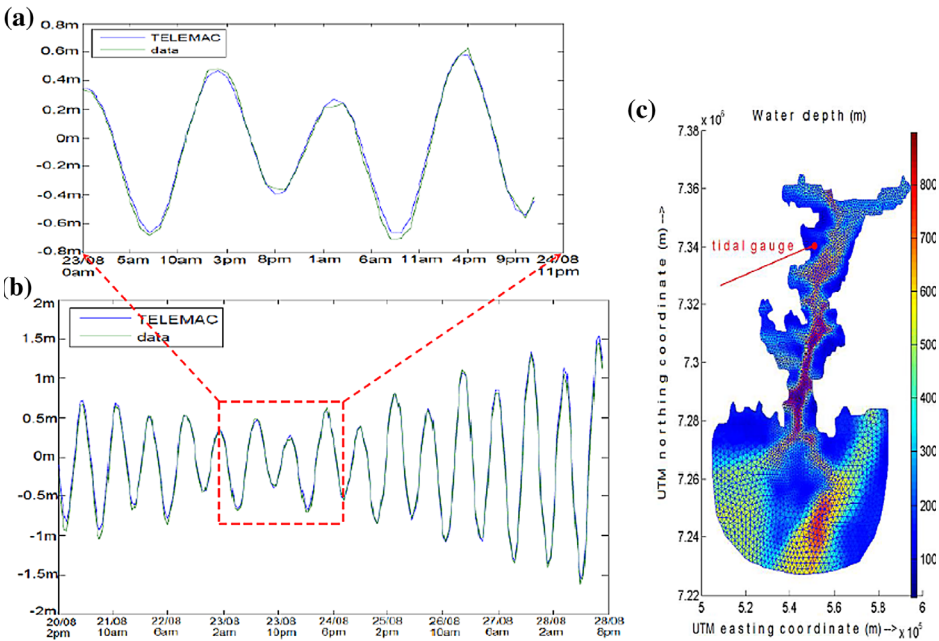 (a)
0.8m
0.6m
0.4m
0.2m
0m
-0.2m
-0.4m
-0.6m
-0.8m
TELEMAC
data
23/08 5am 10am 3pm 8pm 1am 6am 11am 4pm 9pm 24/08
0am 11pm
(b)
2m
1.5m
1m
0.5m
0m
-0.5m
-1m
-1.5m
-2m
TELEMAC
data
20/08 21/08 22/08 23/08 24/08 25/08 26/08 27/08 28/08 28/08
2pm 10am 6am 2am 6pm 2pm 10am 6am 2am 8pm
(c)
Water depth (m)
x 10⁶
7.38
7.36
7.34
7.32
7.3
7.28
7.26
7.24
7.22
UTM northing coordinate (m) -->
tidal gauge
5 5.2 5.4 5.6 5.8 6
UTM easting coordinate (m)--> x10⁵
800
700
600
500
400
300
200
100